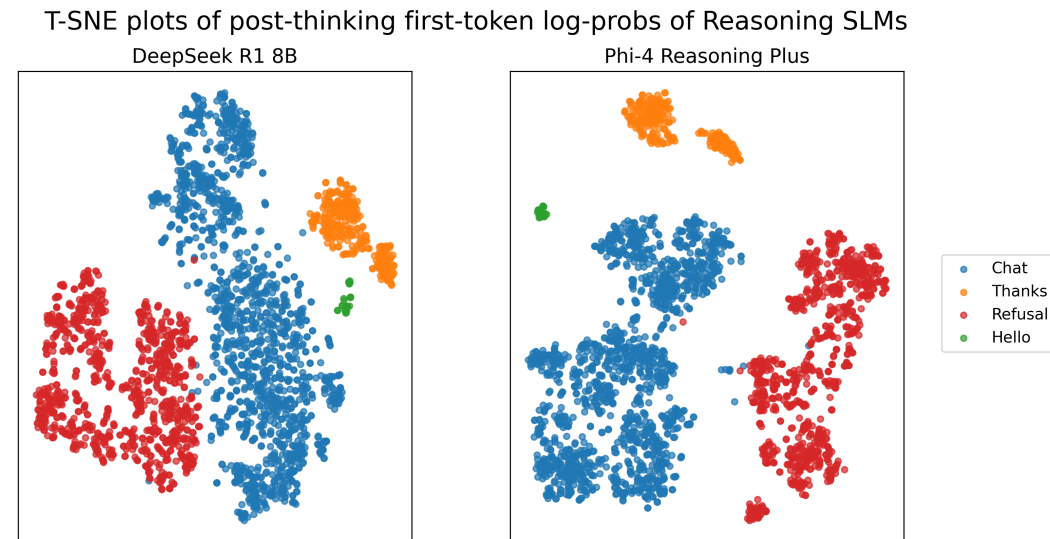 T-SNE plots of post-thinking first-token log-probs of Reasoning SLMs
DeepSeek R1 8B
Phi-4 Reasoning Plus
Chat
Thanks
Refusal
Hello